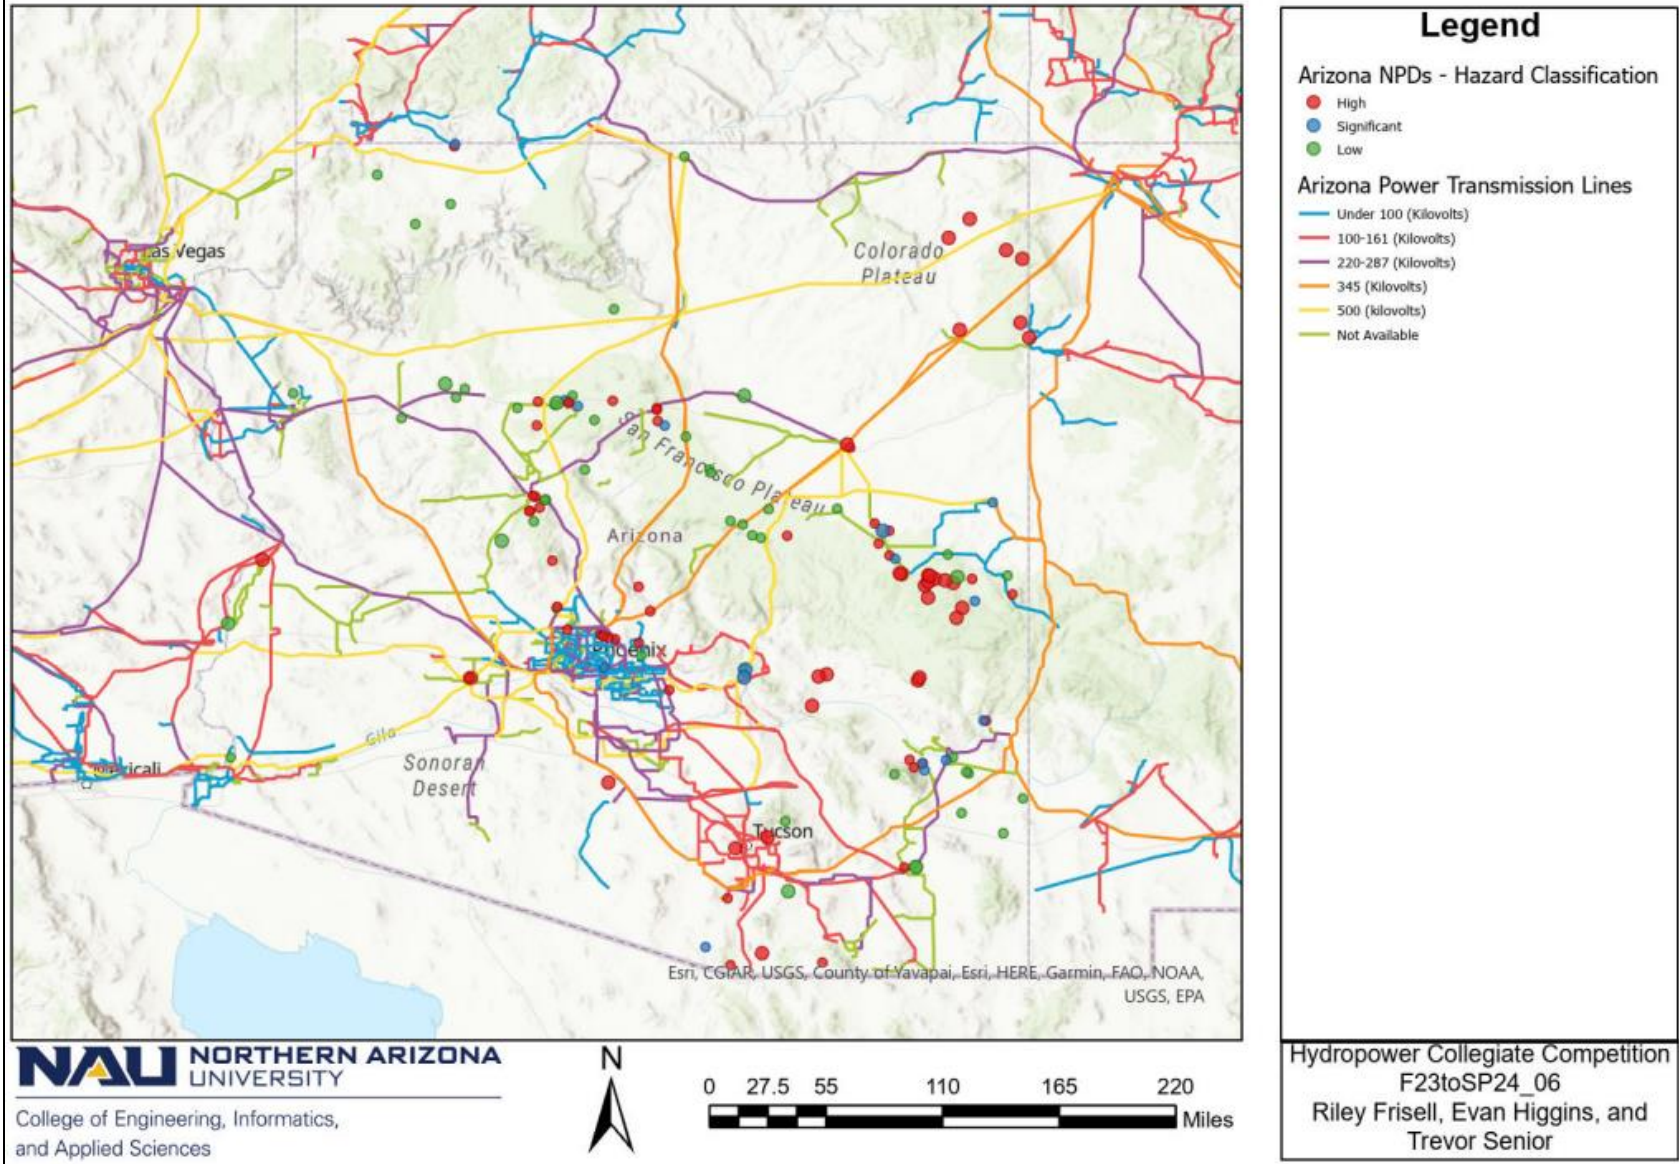 Las Vegas
Colorado
Plateau
San Francisco Plateau
Arizona
Phoenix
Gila
Sonoran
Desert
Mexicali
Tucson
Esri, CGIAR, USGS, County of Yavapai, Esri, HERE, Garmin, FAO, NOAA,
USGS, EPA
Legend
Arizona NPDs - Hazard Classification
High
Significant
Low
Arizona Power Transmission Lines
Under 100 (Kilovolts)
100-161 (Kilovolts)
220-287 (Kilovolts)
345 (Kilovolts)
500 (kilovolts)
Not Available
NAU NORTHERN ARIZONA
UNIVERSITY
College of Engineering, Informatics,
and Applied Sciences
N
0 27.5 55 110 165 220
Miles
Hydropower Collegiate Competition
F23toSP24_06
Riley Frisell, Evan Higgins, and
Trevor Senior